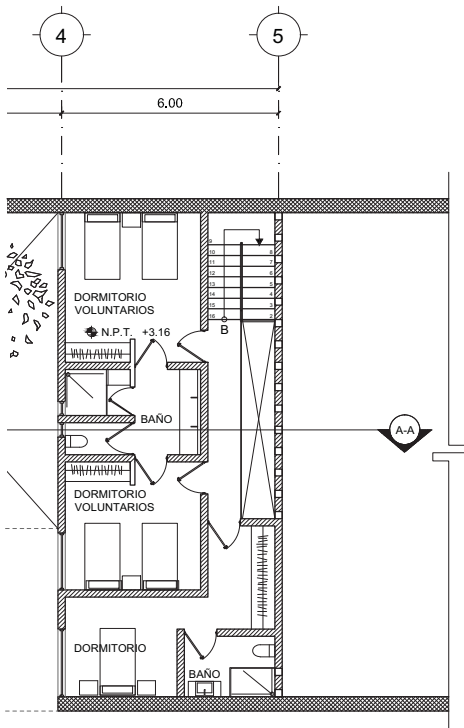 4
5
6.00
DORMITORIO
VOLUNTARIOS
N.P.T. +3.16
9
10
11
12
13
14
15
16
8
7
6
5
4
3
2
B
BAÑO
A-A
DORMITORIO
VOLUNTARIOS
DORMITORIO
BAÑO